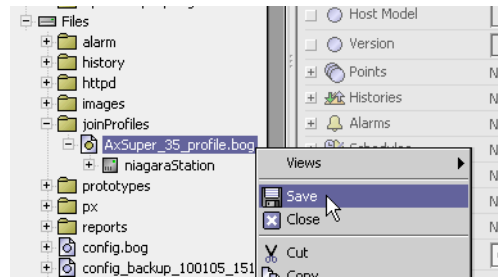 Files
alarm
history
httpd
images
joinProfiles
AxSuper_35_profile.bog
niagaraStation
prototypes
px
reports
config.bog
config_backup_100105_151
Host Model
Version
Points
Histories
Alarms
Views
Save
Close
Cut
Copy